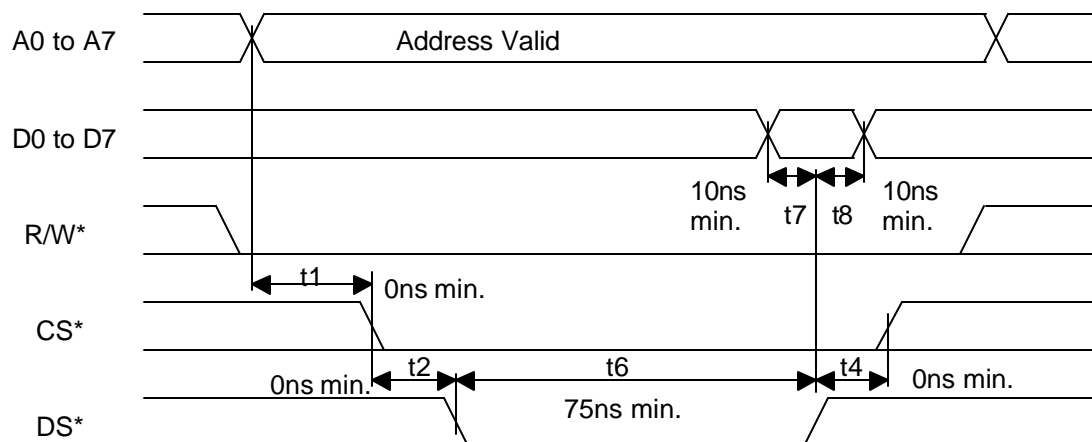 A0 to A7
Address Valid
D0 to D7
10ns
min.
t7
t8
10ns
min.
R/W*
t1
0ns min.
CS*
0ns min.
t2
t6
t4
0ns min.
75ns min.
DS*